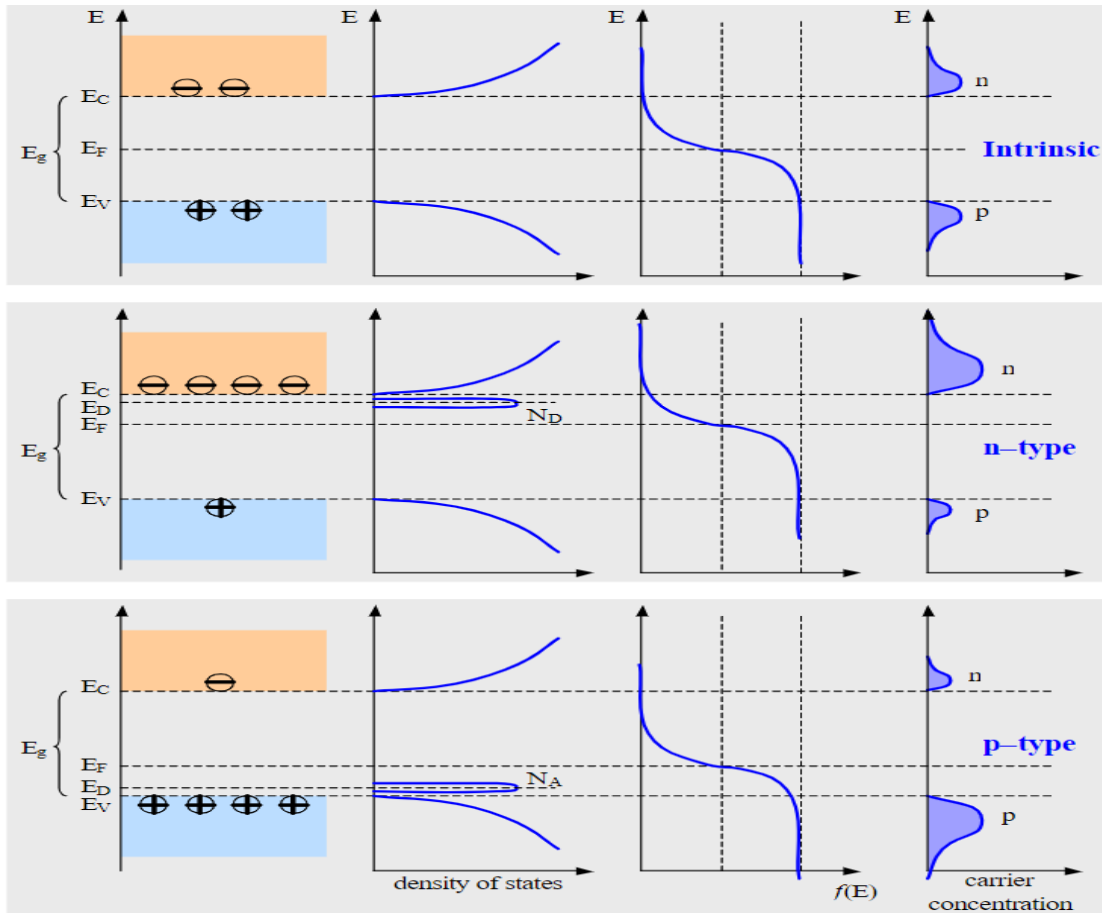 E
E
E
E_C
E_F
E_V
E_g
n
Intrinsic
p
E_C
E_D
E_F
E_V
E_g
N_D
n
n–type
p
E_C
E_F
E_D
E_V
E_g
N_A
n
p–type
p
density of states
f(E)
carrier
concentration